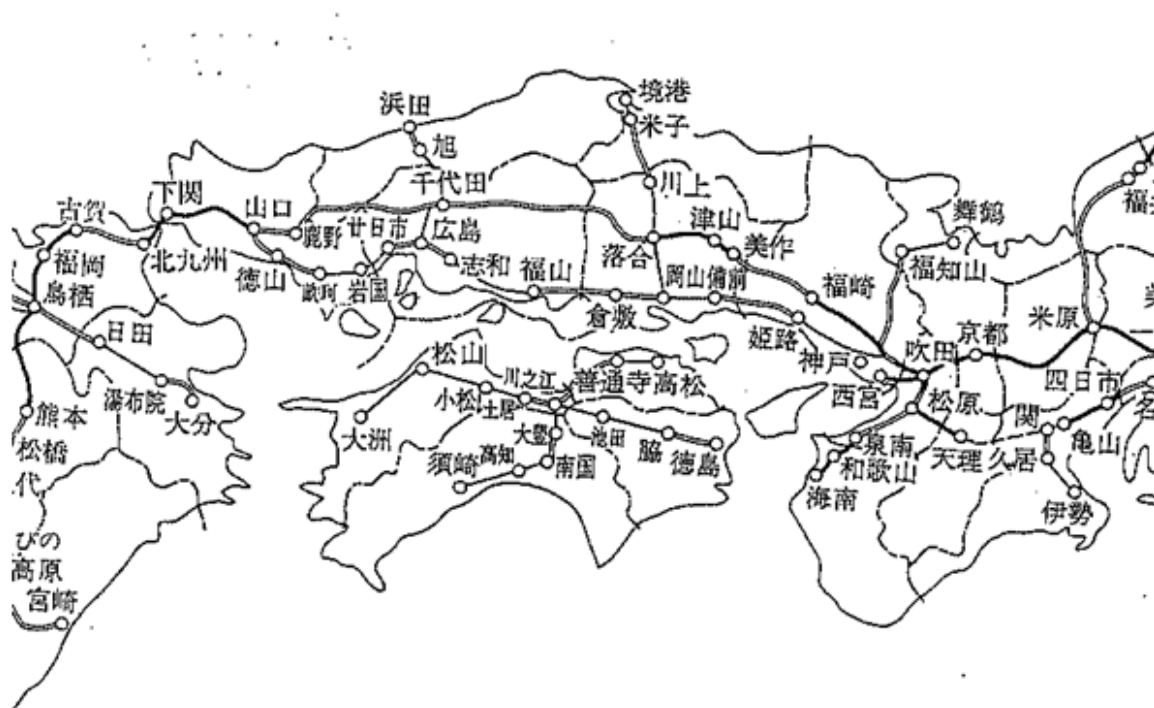 境港
米子
浜田
旭
川上
千代田
下関
山口
古賀
鹿野
廿日市
広島
津山
美作
落合
舞鶴
福知山
福岡
北九州
徳山
岩国
志和
福山
岡山
備前
福崎
鳥栖
倉敷
姫路
京都
米原
日田
松山
川之江
善通寺
高松
神戸
吹田
西宮
四日市
湯布院
大分
小松
土居
池田
脇
徳島
松原
関
亀山
熊本
大洲
大豊
泉南
天理
久居
松橋
須崎
高知
南国
和歌山
海南
伊勢
代
びの
高原
宮崎